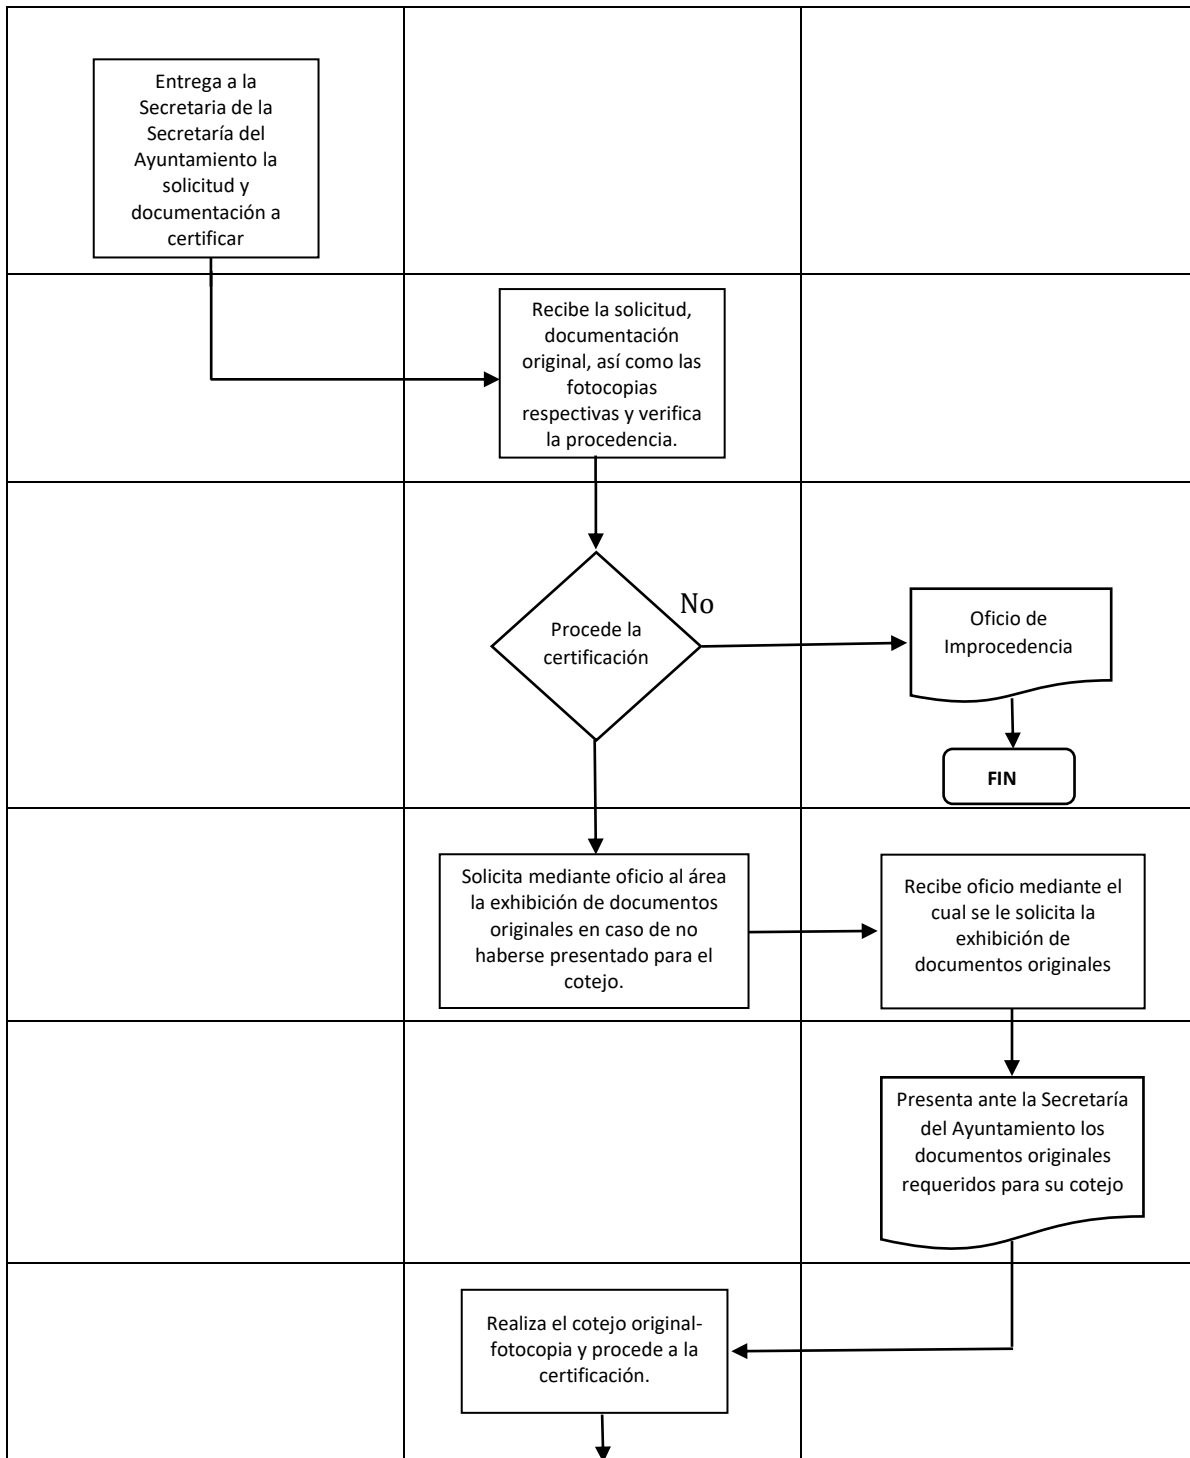 Entrega a la
Secretaria de la
Secretaría del
Ayuntamiento la
solicitud y
documentación a
certificar
Recibe la solicitud,
documentación
original, así como las
fotocopias
respectivas y verifica
la procedencia.
No
Procede la
certificación
Oficio de
Improcedencia
FIN
Solicita mediante oficio al área
la exhibición de documentos
originales en caso de no
haberse presentado para el
cotejo.
Recibe oficio mediante el
cual se le solicita la
exhibición de
documentos originales
Presenta ante la Secretaría
del Ayuntamiento los
documentos originales
requeridos para su cotejo
Realiza el cotejo original-
fotocopia y procede a la
certificación.